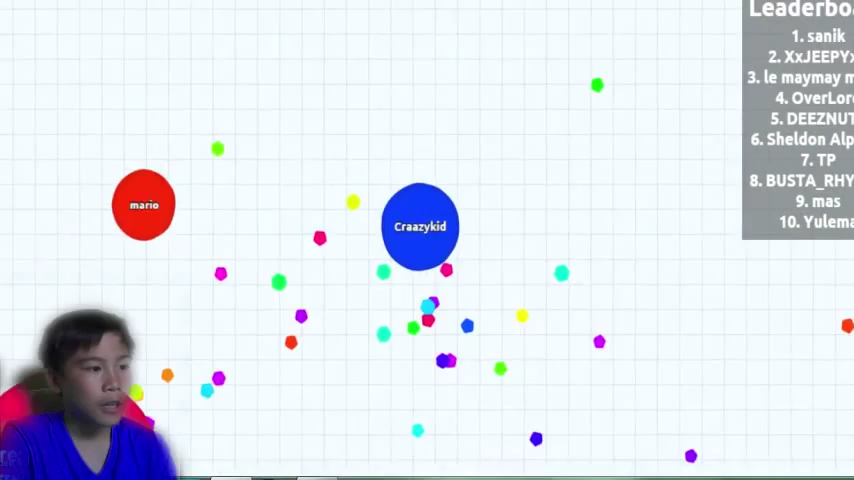 Leaderboa
1. sanik
2. XxJEEPYx
3. le maymay m
4. OverLor
5. DEEZNUT
6. Sheldon Alp
7. TP
8. BUSTA_RHY
9. mas
10. Yulema
mario
Craazykid